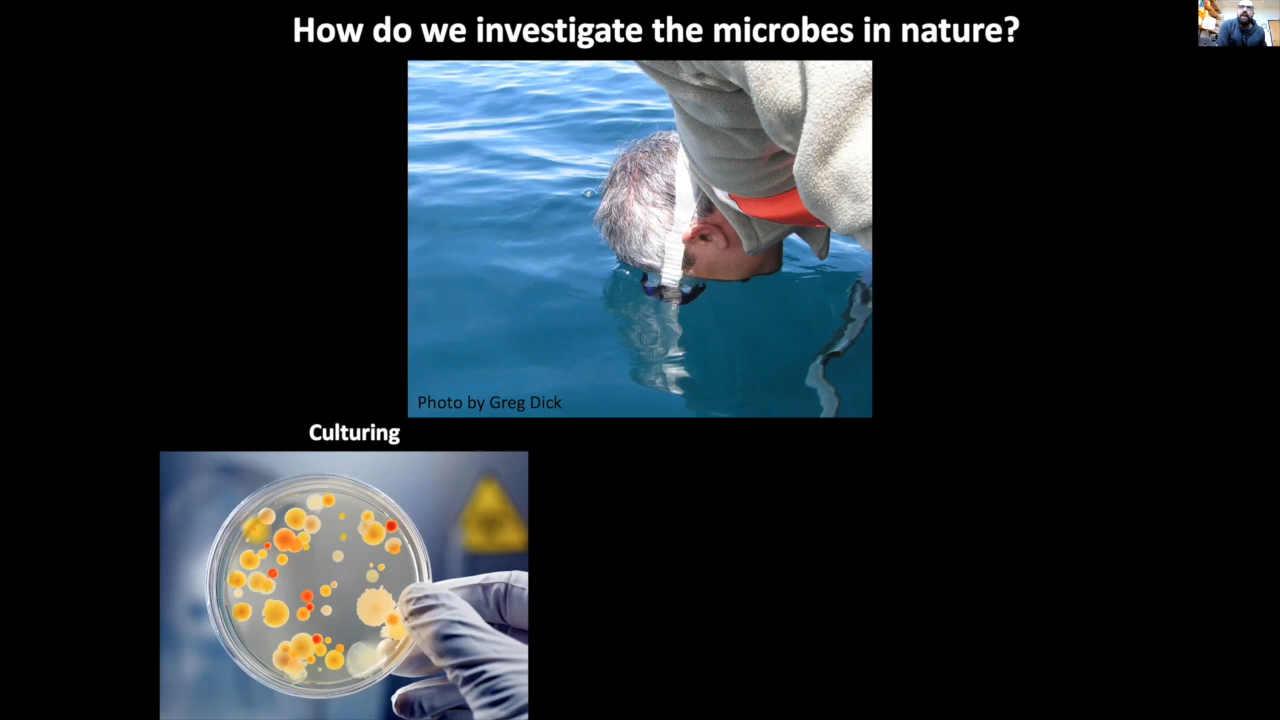 How do we investigate the microbes in nature?
Photo by Greg Dick
Culturing